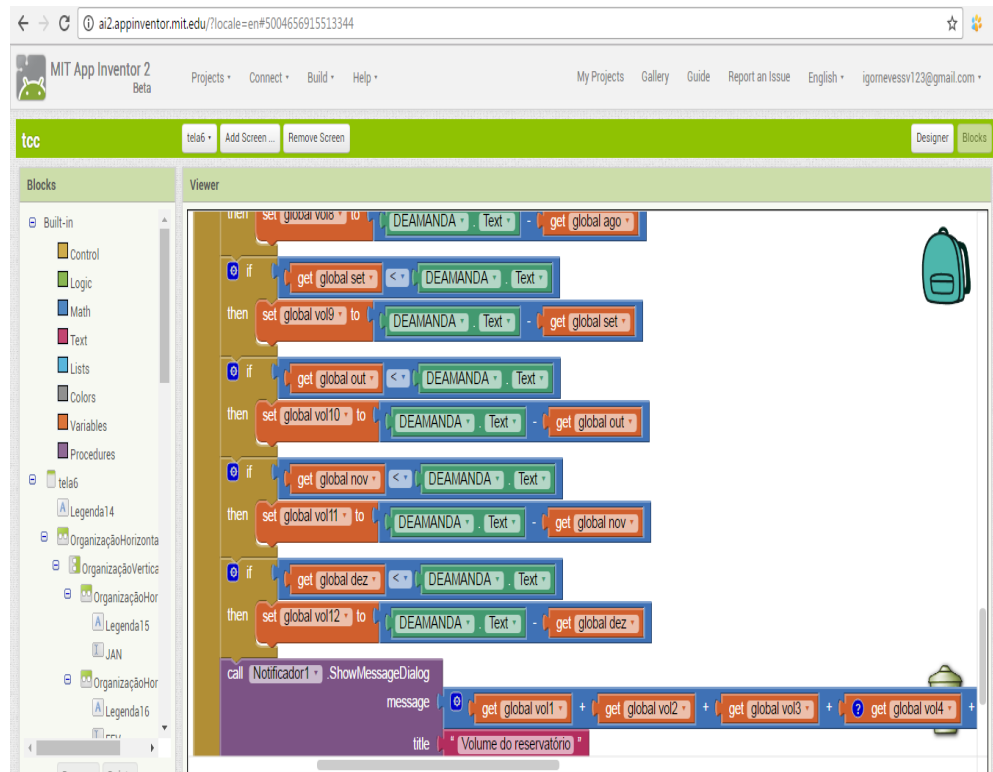 ai2.appinventor.mit.edu/?locale=en#5004656915513344
MIT App Inventor 2
Beta
Projects Connect Build Help My Projects Gallery Guide Report an Issue English igornevessv123@gmail.com
tcc tela6 Add Screen ... Remove Screen Designer Blocks
Blocks Viewer
Built-in
Control
Logic
Math
Text
Lists
Colors
Variables
Procedures
tela6
Legenda14
OrganizaçãoHorizonta
OrganizaçãoVertica
OrganizaçãoHor
Legenda15
JAN
OrganizaçãoHor
Legenda16
FEV
then set global vol8 to DEAMANDA . Text - get global ago
if get global set < DEAMANDA . Text
then set global vol9 to DEAMANDA . Text - get global set
if get global out < DEAMANDA . Text
then set global vol10 to DEAMANDA . Text - get global out
if get global nov < DEAMANDA . Text
then set global vol11 to DEAMANDA . Text - get global nov
if get global dez < DEAMANDA . Text
then set global vol12 to DEAMANDA . Text - get global dez
call Notificador1 .ShowMessageDialog
message get global vol1 + get global vol2 + get global vol3 + ? get global vol4 +
title " Volume do reservatório "